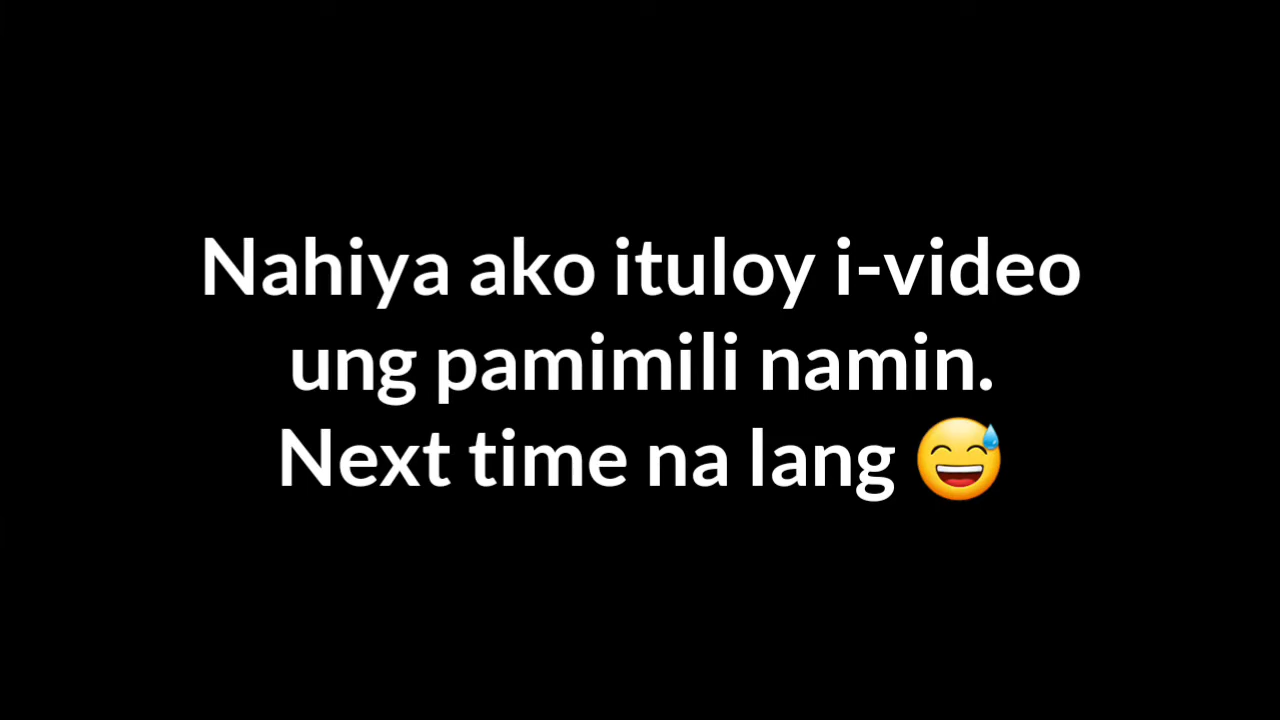 Nahiya ako ituloy i-video
ung pamimili namin.
Next time na lang 😅